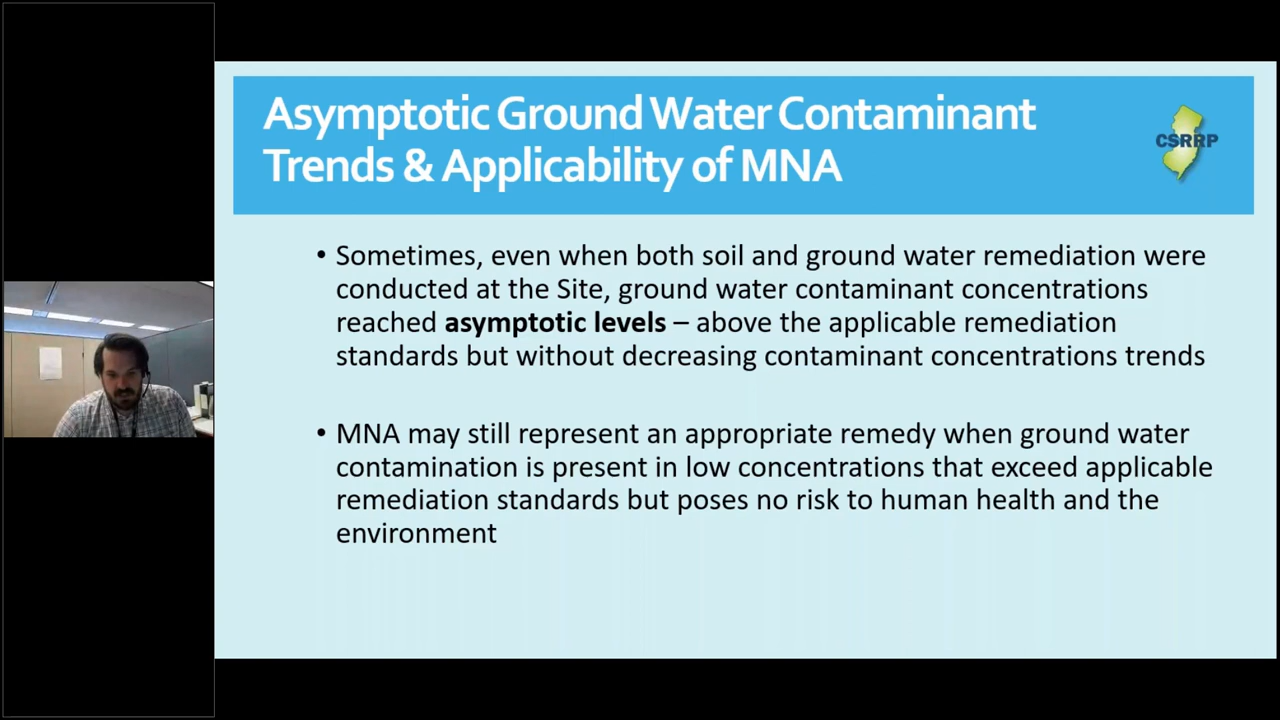 Asymptotic Ground Water Contaminant
Trends & Applicability of MNA
CSRRP
• Sometimes, even when both soil and ground water remediation were
conducted at the Site, ground water contaminant concentrations
reached asymptotic levels – above the applicable remediation
standards but without decreasing contaminant concentrations trends
• MNA may still represent an appropriate remedy when ground water
contamination is present in low concentrations that exceed applicable
remediation standards but poses no risk to human health and the
environment